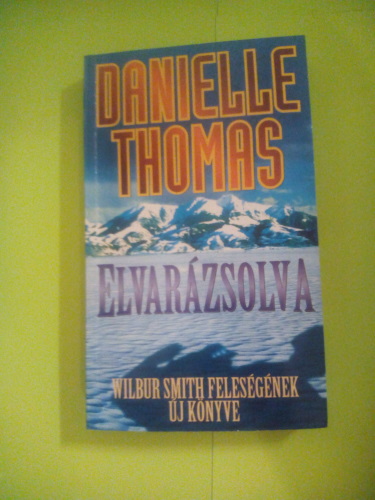 DANIELLE
THOMAS
ELVARÁZSOLVA
WILBUR SMITH FELESÉGÉNEK
ÚJ KÖNYVE